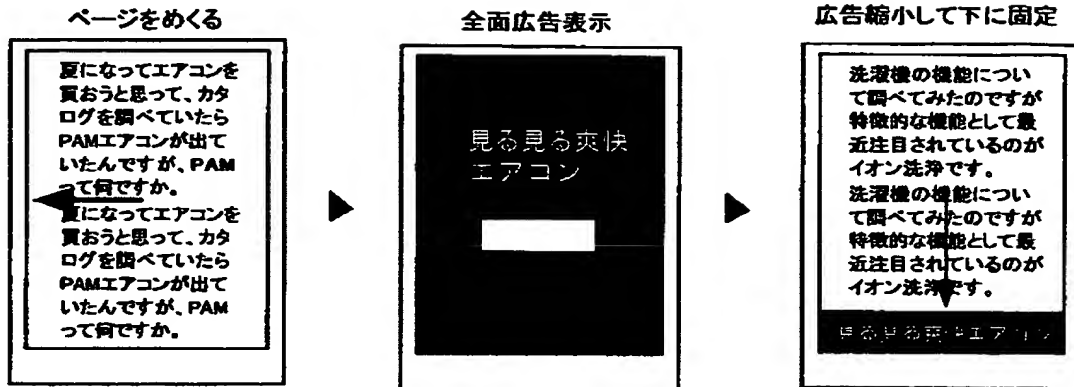 ページをめくる
夏になってエアコンを
買おうと思って、カタ
ログを調べていたら
PAMエアコンが出て
いたんですが、PAM
って何ですか。
夏になってエアコンを
買おうと思って、カタ
ログを調べていたら
PAMエアコンが出て
いたんですが、PAM
って何ですか。
全面広告表示
見る見る爽快
エアコン
広告縮小して下に固定
洗濯機の機能につい
て調べてみたのですが
特徴的な機能として最
近注目されているのが
イオン洗浄です。
洗濯機の機能につい
て調べてみたのですが
特徴的な機能として最
近注目されているのが
イオン洗浄です。
見る見る爽快エアコン